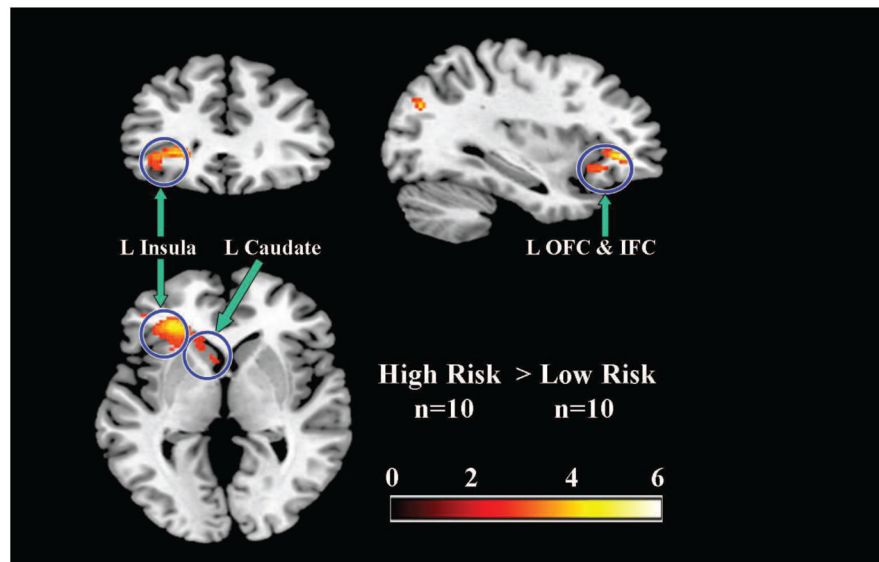 L Insula
L Caudate
L OFC & IFC
High Risk > Low Risk
n=10 n=10
0 2 4 6